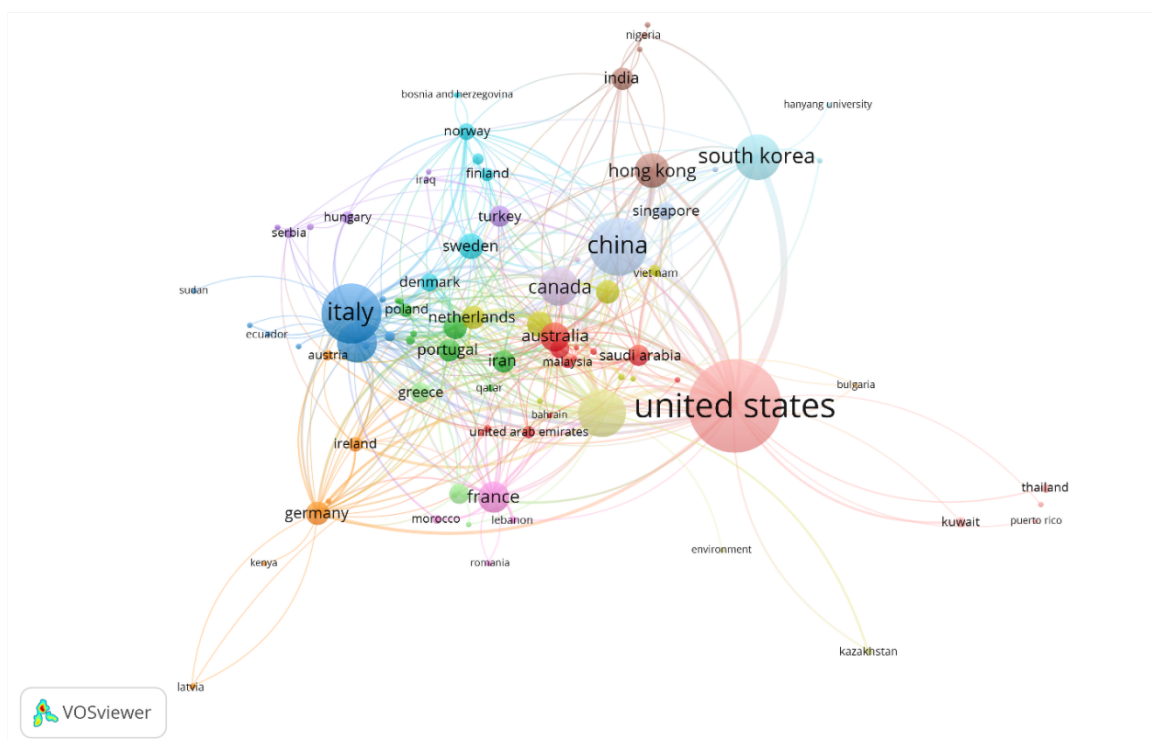 nigeria
india
bosnia and herzegovina
hanyang university
norway
south korea
hong kong
finland
iraq
singapore
turkey
hungary
serbia
sweden
china
viet nam
denmark
canada
sudan
poland
italy
netherlands
ecuador
australia
austria
portugal
iran
malaysia
saudi arabia
qatar
greece
bulgaria
united states
bahrain
united arab emirates
ireland
thailand
france
germany
morocco
lebanon
kuwait
puerto rico
environment
kenya
romania
kazakhstan
latvia
VOSviewer